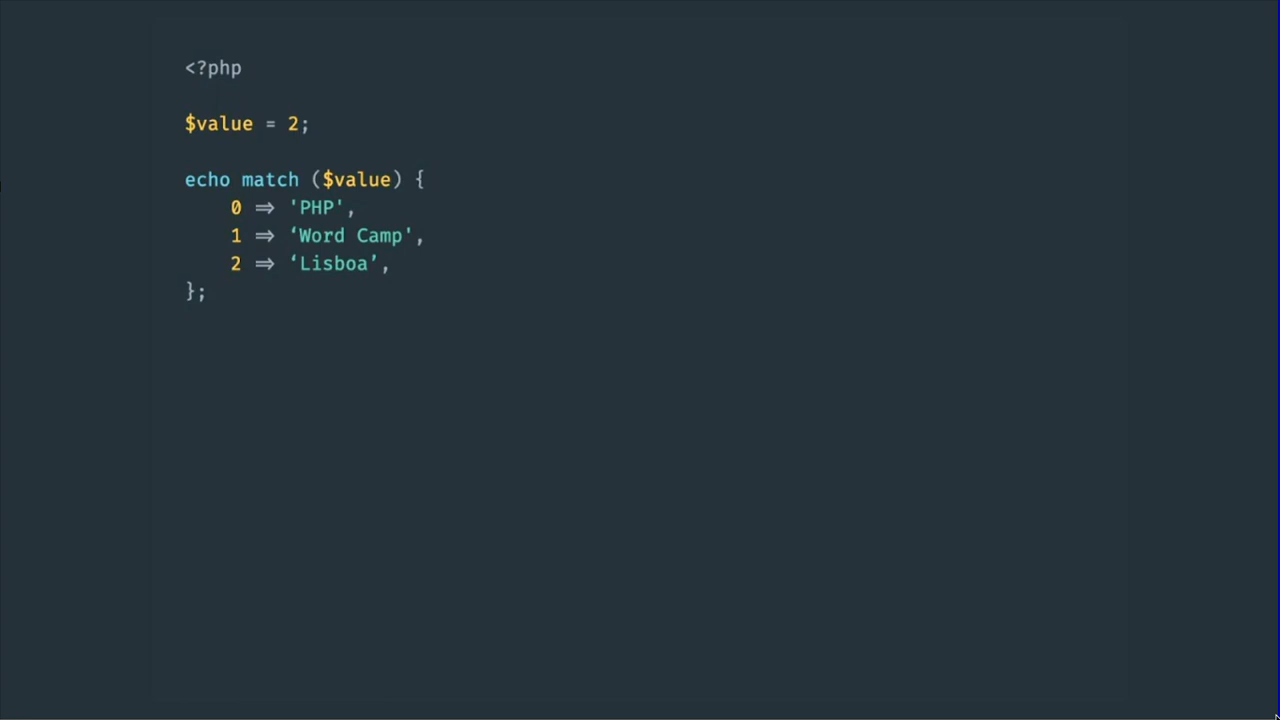 <?php
$value = 2;
echo match ($value) {
    0 => 'PHP',
    1 => ‘Word Camp',
    2 => ‘Lisboa’,
};